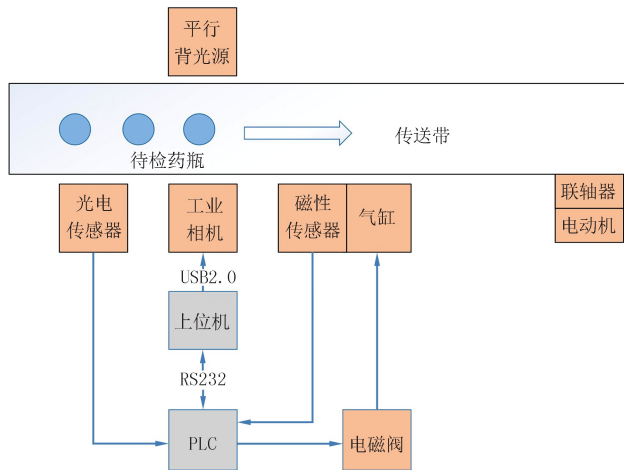 平行
背光源
传送带
待检药瓶
光电
传感器
工业
相机
磁性
传感器
气缸
联轴器
电动机
USB2.0
上位机
RS232
PLC
电磁阀